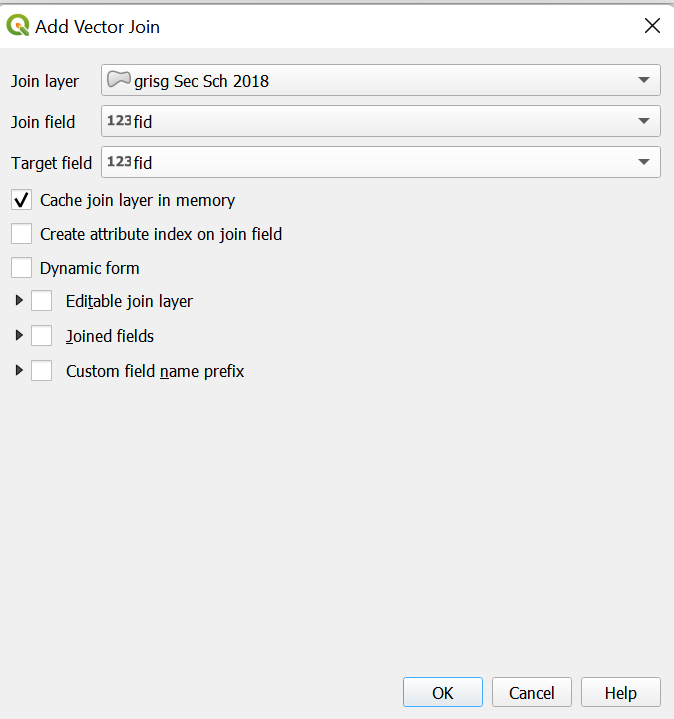 Add Vector Join
Join layer grisg Sec Sch 2018
Join field 123 fid
Target field 123 fid
Cache join layer in memory
Create attribute index on join field
Dynamic form
Editable join layer
Joined fields
Custom field name prefix
OK Cancel Help